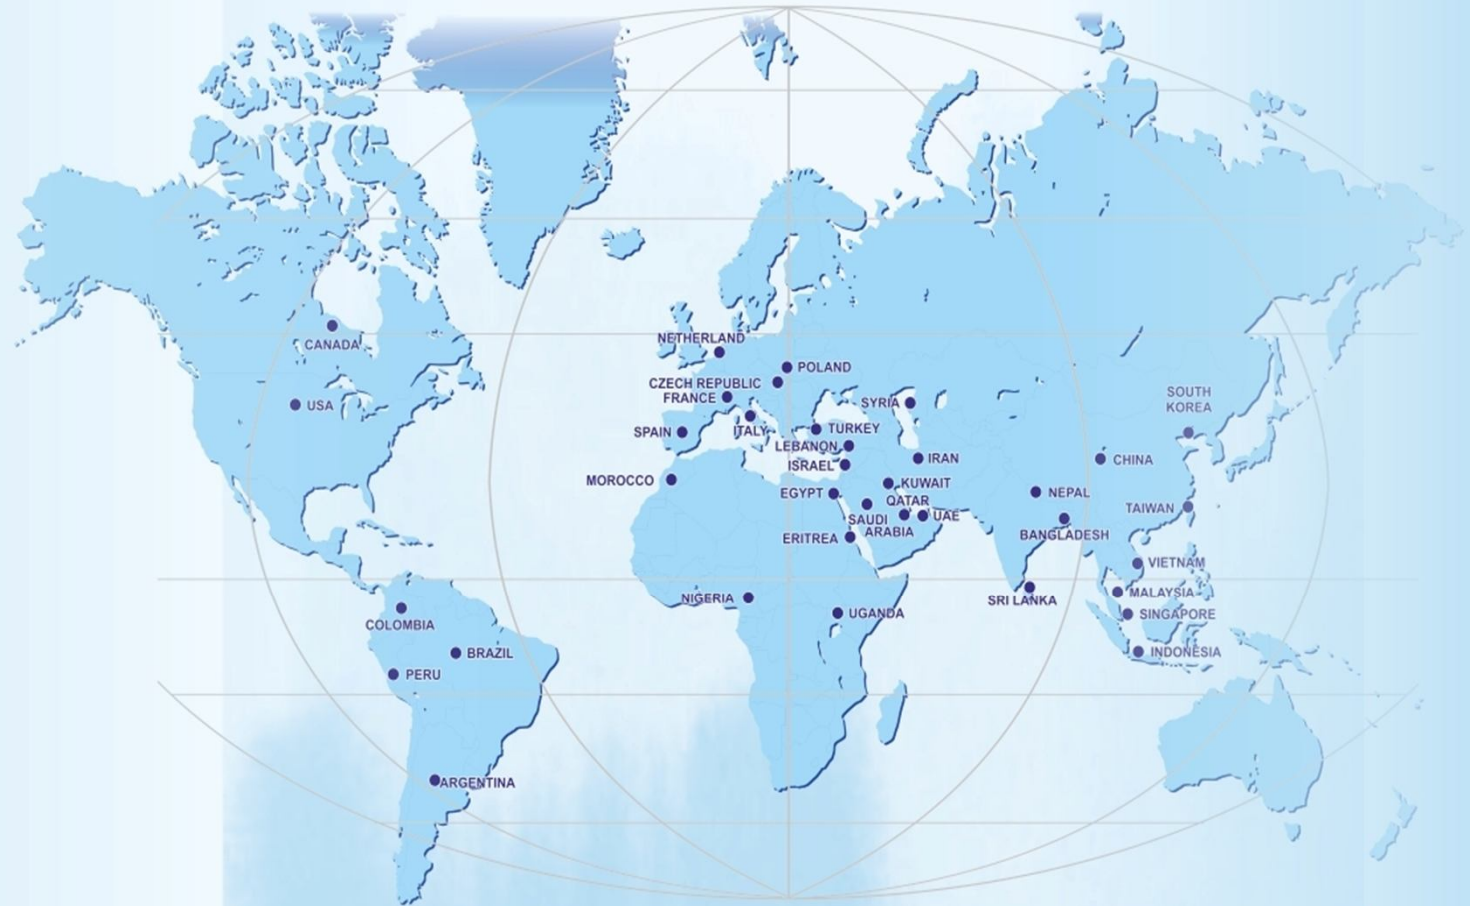 CANADA
USA
NETHERLAND
POLAND
CZECH REPUBLIC
FRANCE
SPAIN
ITALY
SYRIA
TURKEY
LEBANON
ISRAEL
IRAN
MOROCCO
EGYPT
KUWAIT
QATAR
SAUDI
ARABIA
UAE
ERITREA
NIGERIA
UGANDA
SOUTH
KOREA
CHINA
NEPAL
TAIWAN
BANGLADESH
VIETNAM
SRI LANKA
MALAYSIA
SINGAPORE
INDONESIA
COLOMBIA
BRAZIL
PERU
ARGENTINA